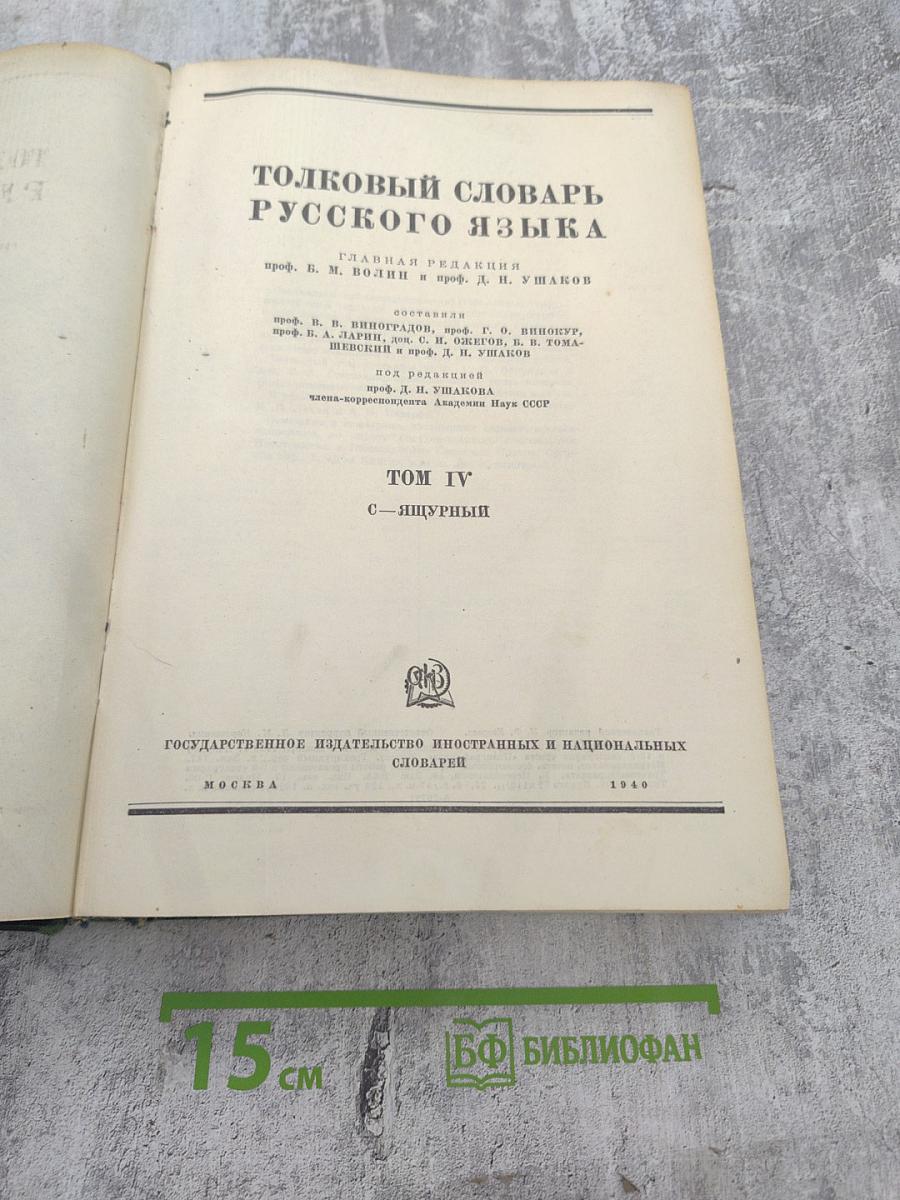 ТОЛКОВЫЙ СЛОВАРЬ
РУССКОГО ЯЗЫКА
ГЛАВНАЯ РЕДАКЦИЯ
проф. Б. М. ВОЛИН и проф. Д. Н. УШАКОВ
составили
проф. В. В. ВИНОГРАДОВ, проф. Г. О. ВИНОКУР,
проф. Б. А. ЛАРИН, доц. С. И. ОЖЕГОВ, Б. В. ТОМА-
ШЕВСКИЙ и проф. Д. Н. УШАКОВ
под редакцией
проф. Д. Н. УШАКОВА
члена-корреспондента Академии Наук СССР
ТОМ IV
С—ЯЩУРНЫЙ
ГОСУДАРСТВЕННОЕ ИЗДАТЕЛЬСТВО ИНОСТРАННЫХ И НАЦИОНАЛЬНЫХ
СЛОВАРЕЙ
МОСКВА 1940
15 см БФ БИБЛИОФАН